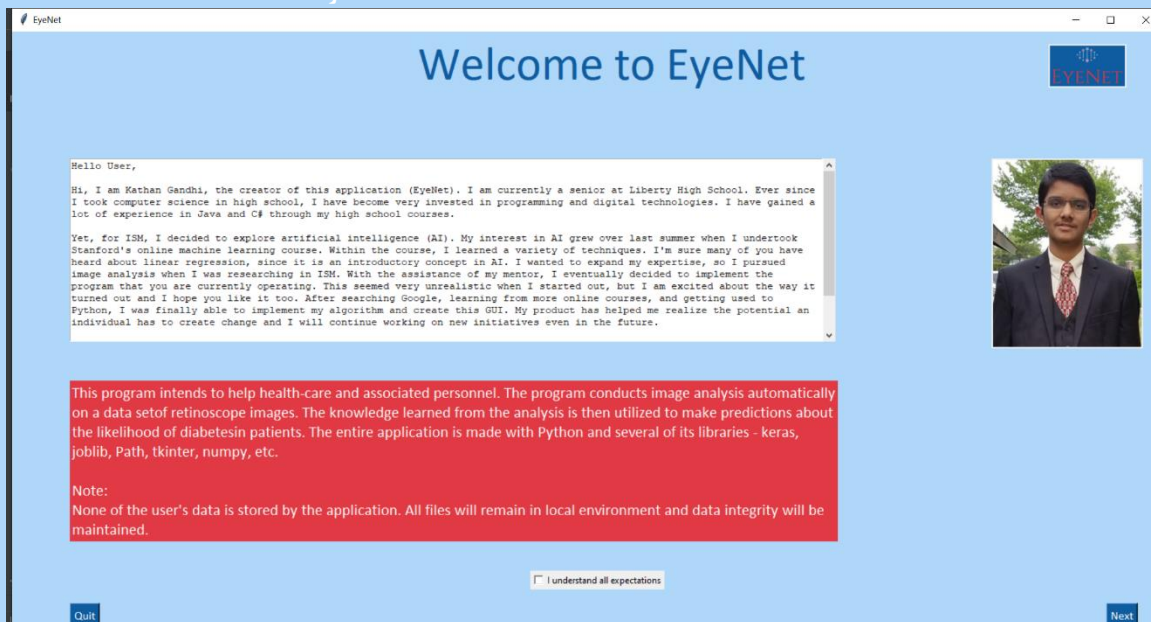 EyeNet
Welcome to EyeNet
EYENET
Hello User,
Hi, I am Kathan Gandhi, the creator of this application (EyeNet). I am currently a senior at Liberty High School. Ever since
I took computer science in high school, I have become very invested in programming and digital technologies. I have gained a
lot of experience in Java and C# through my high school courses.
Yet, for ISM, I decided to explore artificial intelligence (AI). My interest in AI grew over last summer when I undertook
Stanford's online machine learning course. Within the course, I learned a variety of techniques. I'm sure many of you have
heard about linear regression, since it is an introductory concept in AI. I wanted to expand my expertise, so I pursued
image analysis when I was researching in ISM. With the assistance of my mentor, I eventually decided to implement the
program that you are currently operating. This seemed very unrealistic when I started out, but I am excited about the way it
turned out and I hope you like it too. After searching Google, learning from more online courses, and getting used to
Python, I was finally able to implement my algorithm and create this GUI. My product has helped me realize the potential an
individual has to create change and I will continue working on new initiatives even in the future.
This program intends to help health-care and associated personnel. The program conducts image analysis automatically
on a data setof retinoscope images. The knowledge learned from the analysis is then utilized to make predictions about
the likelihood of diabetesin patients. The entire application is made with Python and several of its libraries - keras,
joblib, Path, tkinter, numpy, etc.
Note:
None of the user's data is stored by the application. All files will remain in local environment and data integrity will be
maintained.
I understand all expectations
Quit
Next